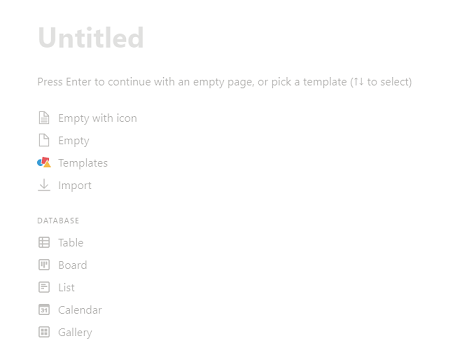 Untitled
Press Enter to continue with an empty page, or pick a template (↑↓ to select)
Empty with icon
Empty
Templates
Import
DATABASE
Table
Board
List
Calendar
Gallery